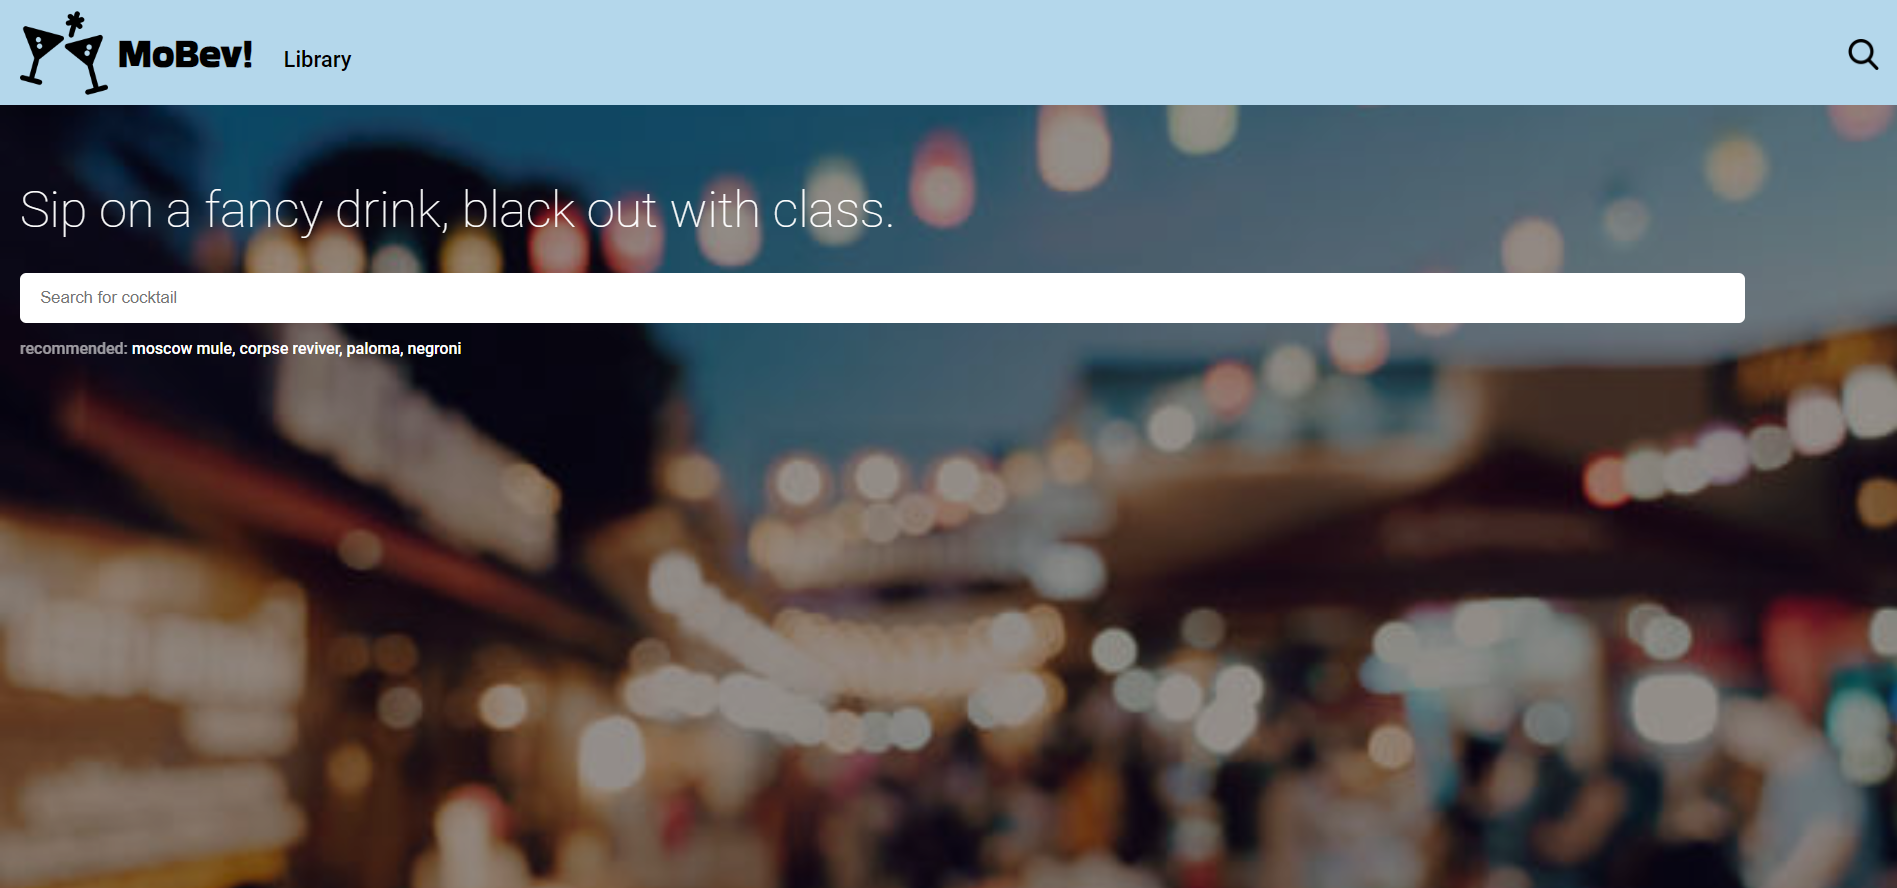 MoBev!
Library
Sip on a fancy drink, black out with class.
Search for cocktail
recommended: moscow mule, corpse reviver, paloma, negroni